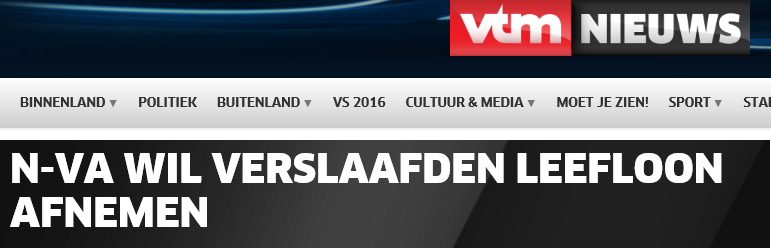 vtm NIEUWS
BINNENLAND ▼ POLITIEK BUITENLAND ▼ VS 2016 CULTUUR & MEDIA ▼ MOET JE ZIEN! SPORT ▼
N-VA WIL VERSLAAFDEN LEEFLOON
AFNEMEN